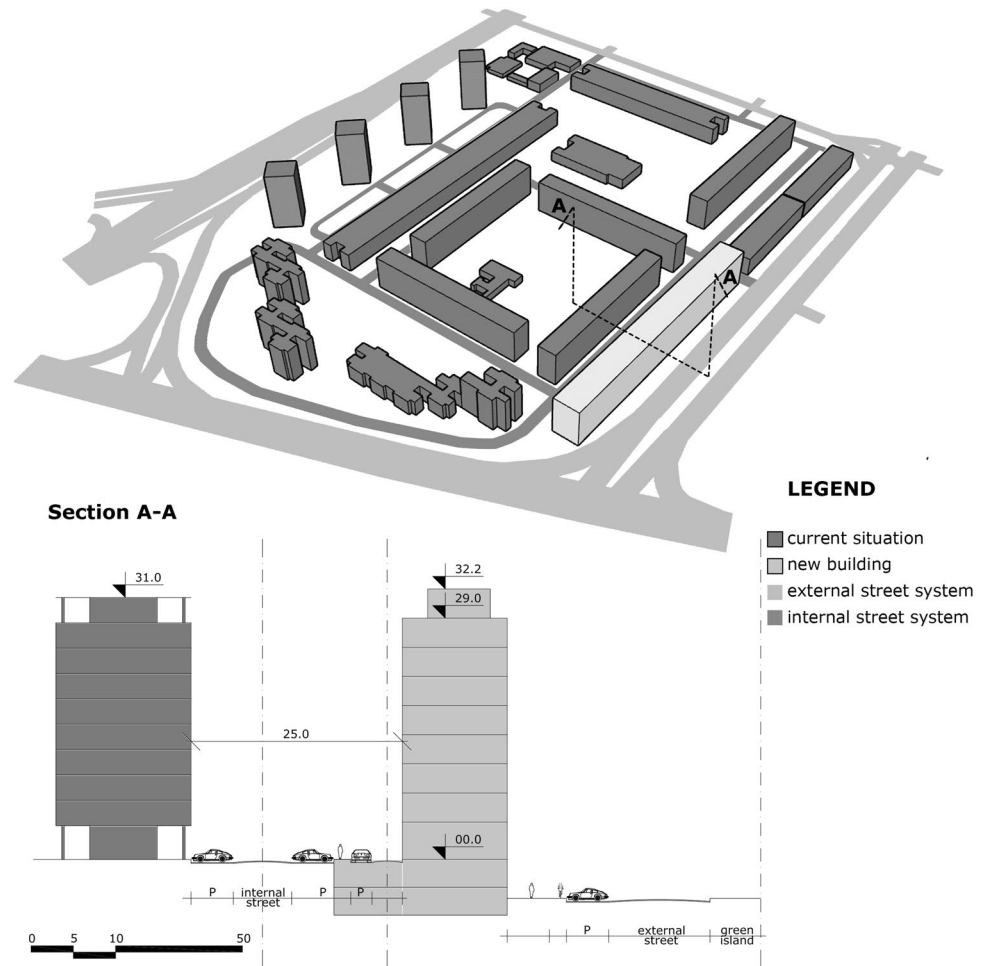 A
A
LEGEND
current situation
new building
external street system
internal street system
Section A-A
31.0
32.2
29.0
25.0
00.0
P
internal
street
P
P
P
external
street
green
island
0 5 10 50